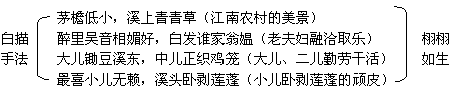 白描
手法
茅檐低小，溪上青青草（江南农村的美景）
醉里吴音相媚好，白发谁家翁媪（老夫妇融洽取乐）
大儿锄豆溪东，中儿正织鸡笼（大儿、二儿勤劳干活）
最喜小儿无赖，溪头卧剥莲蓬（小儿卧剥莲蓬的顽皮）
栩栩
如生